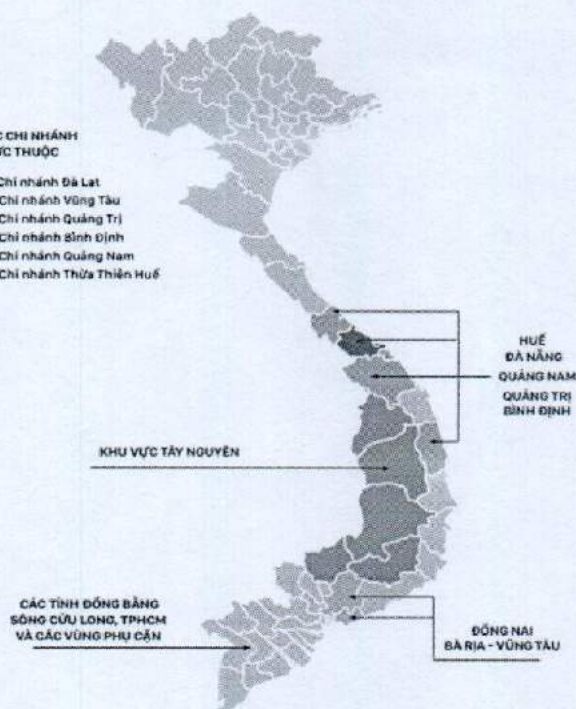 C CHI NHÁNH
ỰC THUỘC
Chi nhánh Đà Lạt
Chi nhánh Vũng Tàu
Chi nhánh Quảng Trị
Chi nhánh Bình Định
Chi nhánh Quảng Nam
Chi nhánh Thừa Thiên Huế
HUẾ
ĐÀ NẴNG
QUẢNG NAM
QUẢNG TRỊ
BÌNH ĐỊNH
KHU VỰC TÂY NGUYÊN
CÁC TỈNH ĐỒNG BẰNG
SÔNG CỬU LONG, TPHCM
VÀ CÁC VÙNG PHỤ CẬN
ĐỒNG NAI
BÀ RỊA - VŨNG TÀU